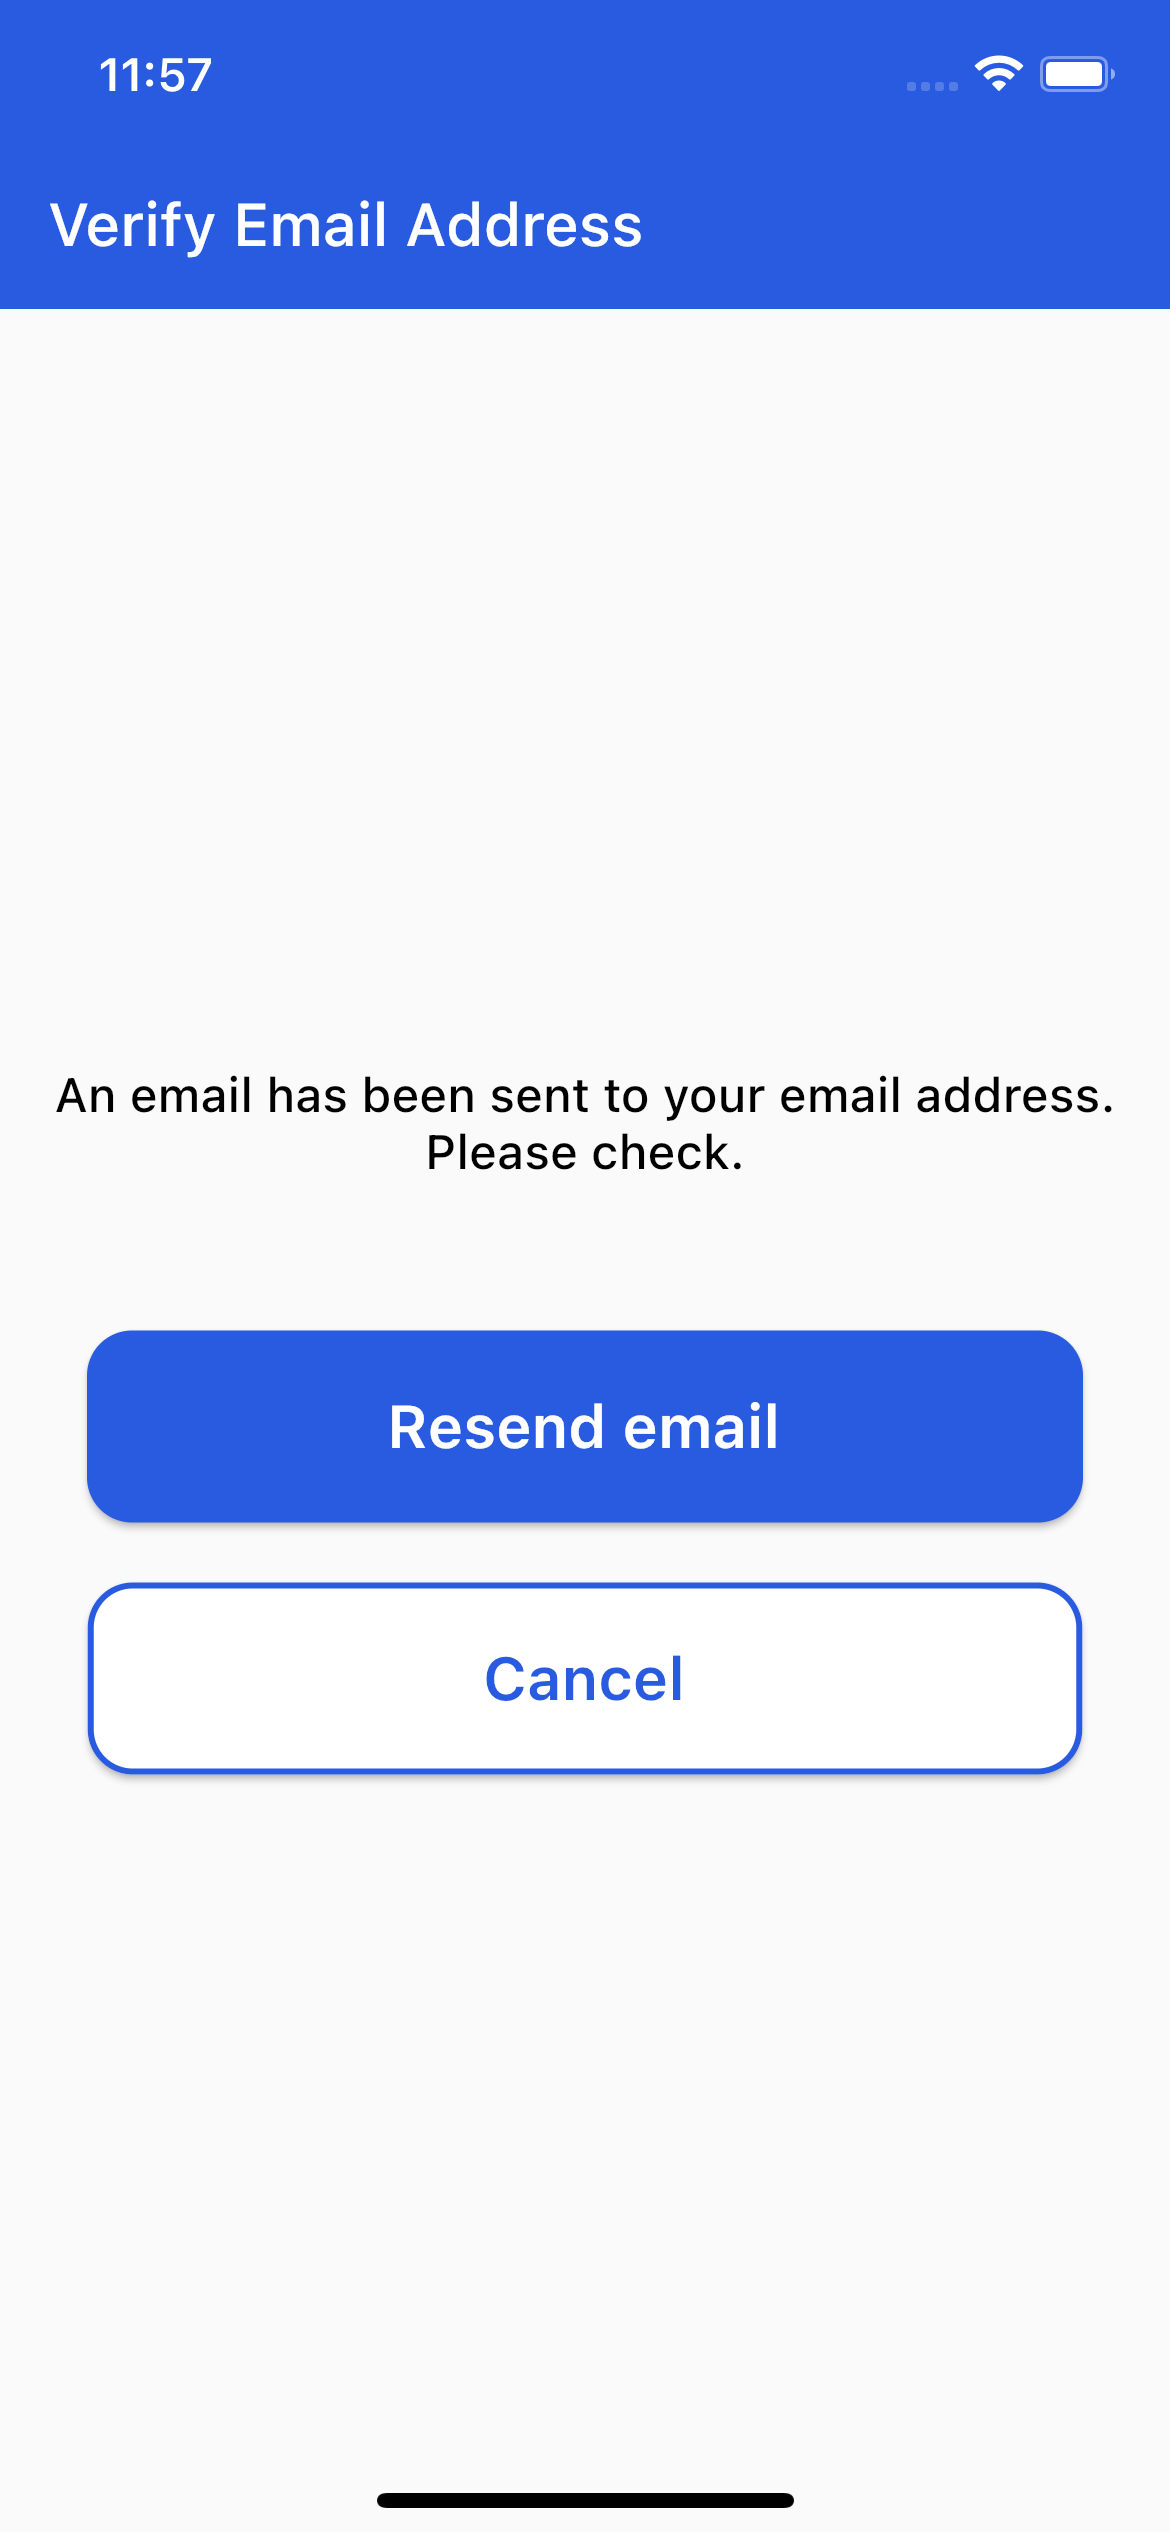 11:57
Verify Email Address
An email has been sent to your email address.
Please check.
Resend email
Cancel